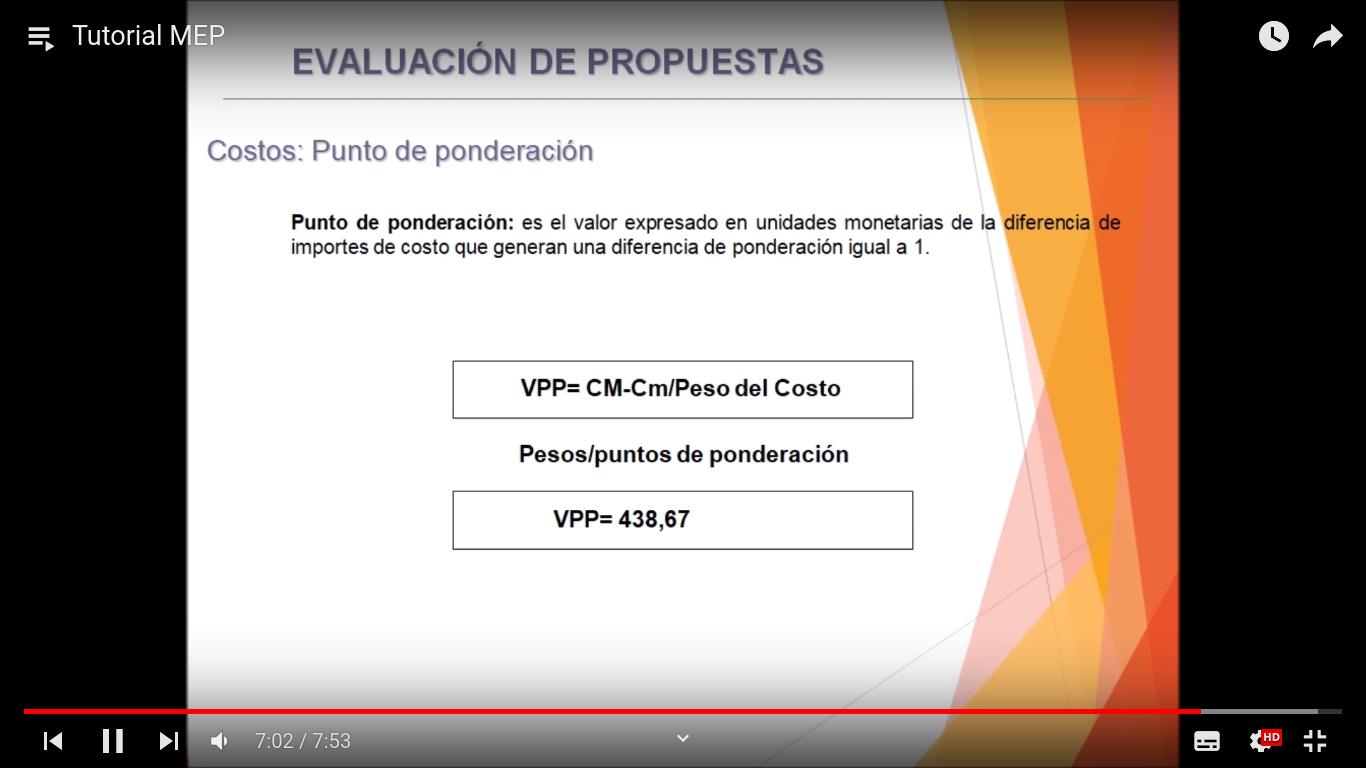 Tutorial MEP
EVALUACIÓN DE PROPUESTAS
Costos: Punto de ponderación
Punto de ponderación: es el valor expresado en unidades monetarias de la diferencia de
importes de costo que generan una diferencia de ponderación igual a 1.
VPP= CM-Cm/Peso del Costo
Pesos/puntos de ponderación
VPP= 438,67
7:02 / 7:53
HD